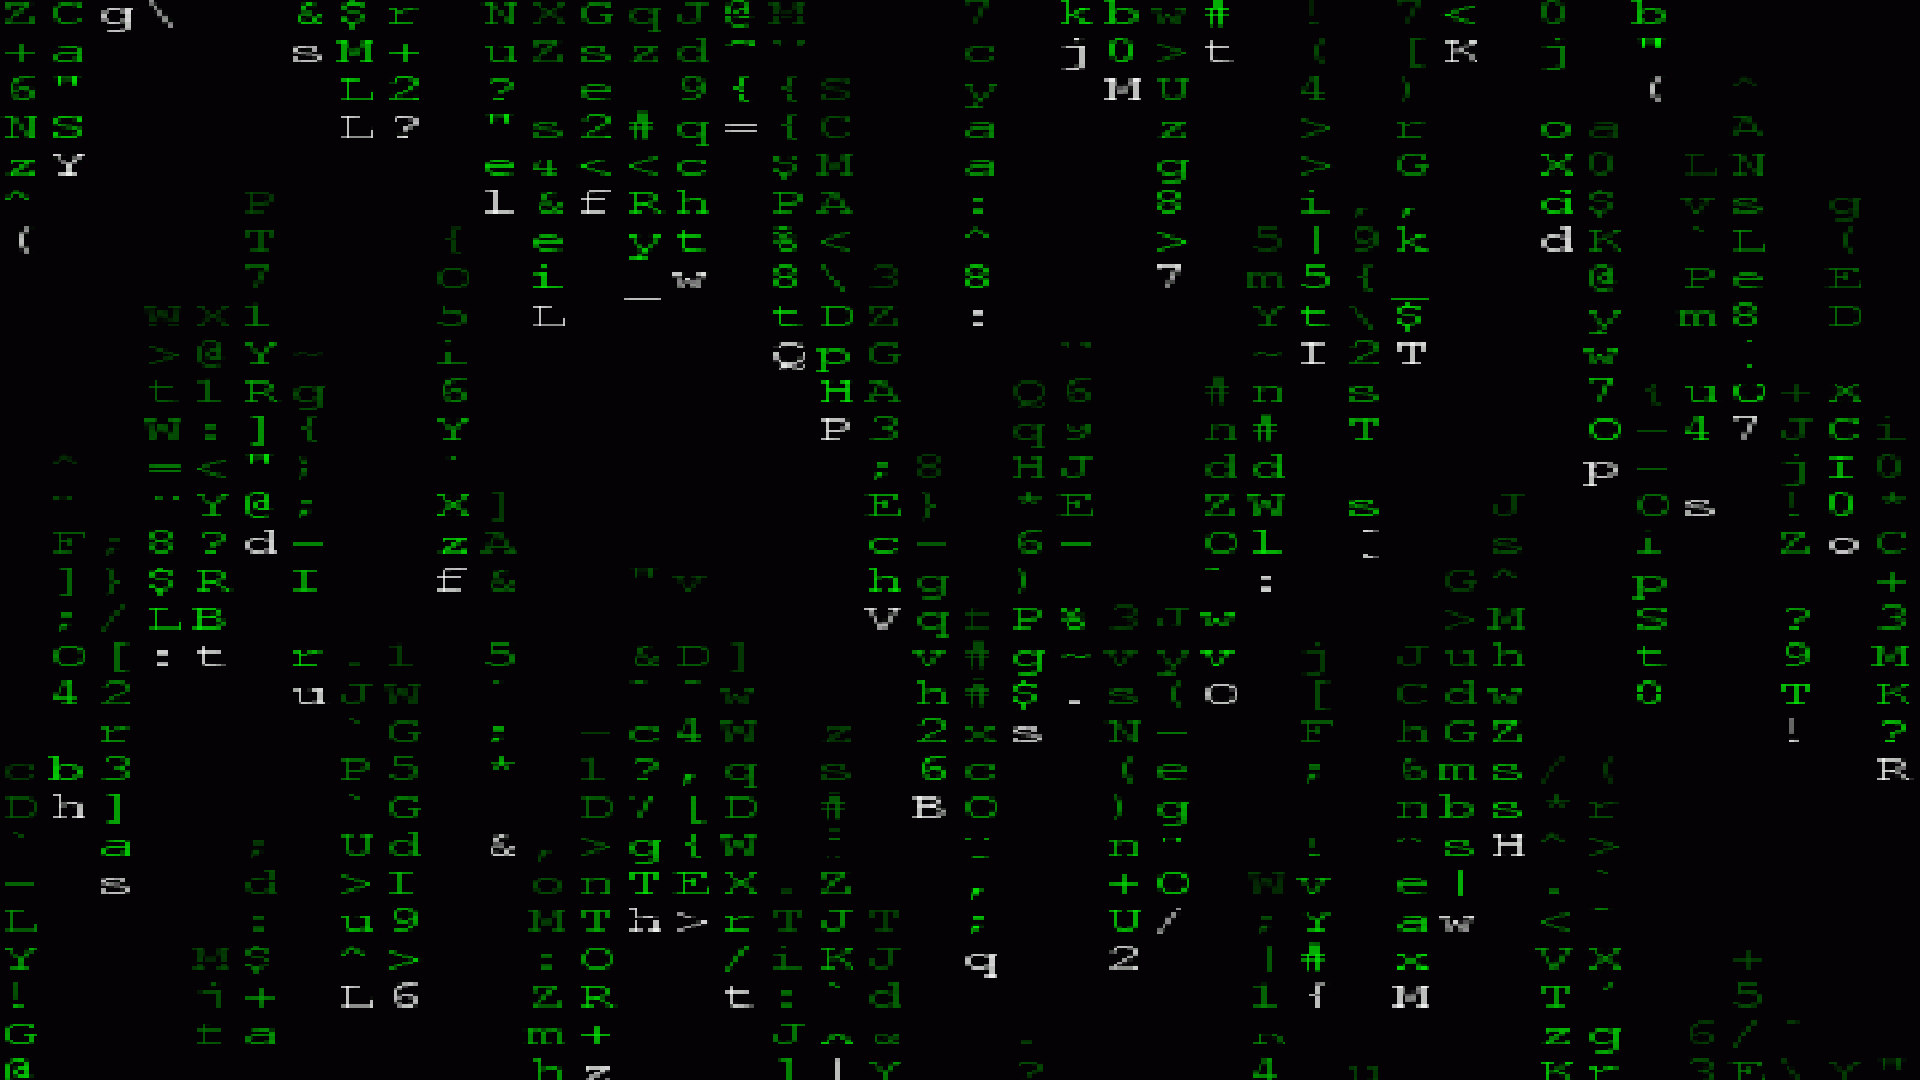 Z C g \ & $ r N X G q J @ M 7 k b w # ! 7 < 0 b
+ a s M + u Z s z d ~ " c j 0 > t ( [ K j "
6 " L 2 ? e 9 { { S y M U 4 ) ( ^
N S L ? " s 2 # q = { C a z > r o a A
z Y e 4 < < c $ M a g > G X 0 L N
^ P l & f R h P A : 8 i , , d $ v s g
( T { e y t % < ^ > 5 | 9 k d K ` L {
7 O i _ w 8 \ 3 8 7 m 5 { _ @ P e E
W X 1 5 L t D Z : Y t \ $ y m 8 D
> @ Y ~ i Q p G " ~ I 2 T w :
t 1 R g 6 H A Q 6 # n s 7 { u U + x
W : ] { Y P 3 q y n # T O - 4 7 J C i
^ = < " ; ; 8 H J d d p - j I 0
" " Y @ ; X ] E } * E Z W s J O s ! 0 *
F ; 8 ? d - z A c - 6 - O l s i Z o C
] } $ R I f & " v h g ) : G ^ p +
; / L B V q t P % 3 J w > M S ? 3
O [ : t r . 1 5 & D ] v # g ~ v y v j J u h t 9 M
4 2 u J W w h # $ . s ( O [ C d w 0 T K
r ` G ; - c 4 W z 2 x s N - F h G Z ! ?
c b 3 P 5 * 1 ? , q s 6 c ( e ; 6 m s / ( R
D h ] ` G D 7 [ D # B O ) g n b s * r
` a ; U d & , > g { W n s H ^ >
- s d > I o n T E X . Z , + O W v e | .
L : u 9 M T h > r T J T ; U / ; Y a w <
Y M $ ^ > : O / i K J q 2 | # x V X +
! + L 6 Z R t : ` d 1 { M T 5
G t a m + J . z g 6 /
@ h z l | Y ? 4 K r 3 E \ Y "